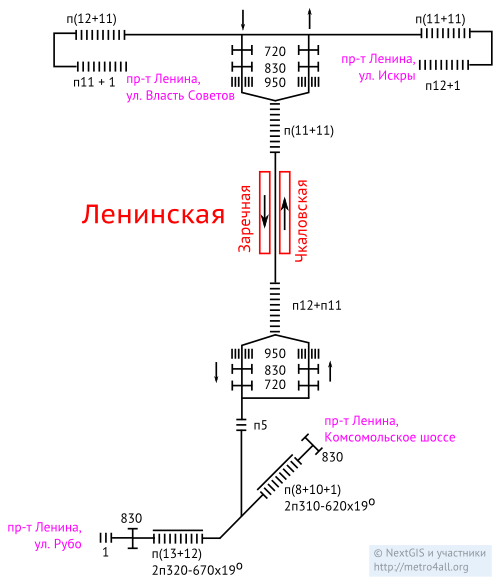 п(12+11)
п(11+11)
720
830
950
пр-т Ленина,
ул. Искры
п11 + 1
пр-т Ленина,
ул. Власть Советов
п12+1
п(11+11)
Ленинская
Заречная
Чкаловская
п12+п11
950
830
720
п5
пр-т Ленина,
Комсомольское шоссе
830
п(8+10+1)
2п310-620х19º
пр-т Ленина,
ул. Рубо
830
1
п(13+12)
2п320-670х19º
© NextGIS и участники
http://metro4all.org